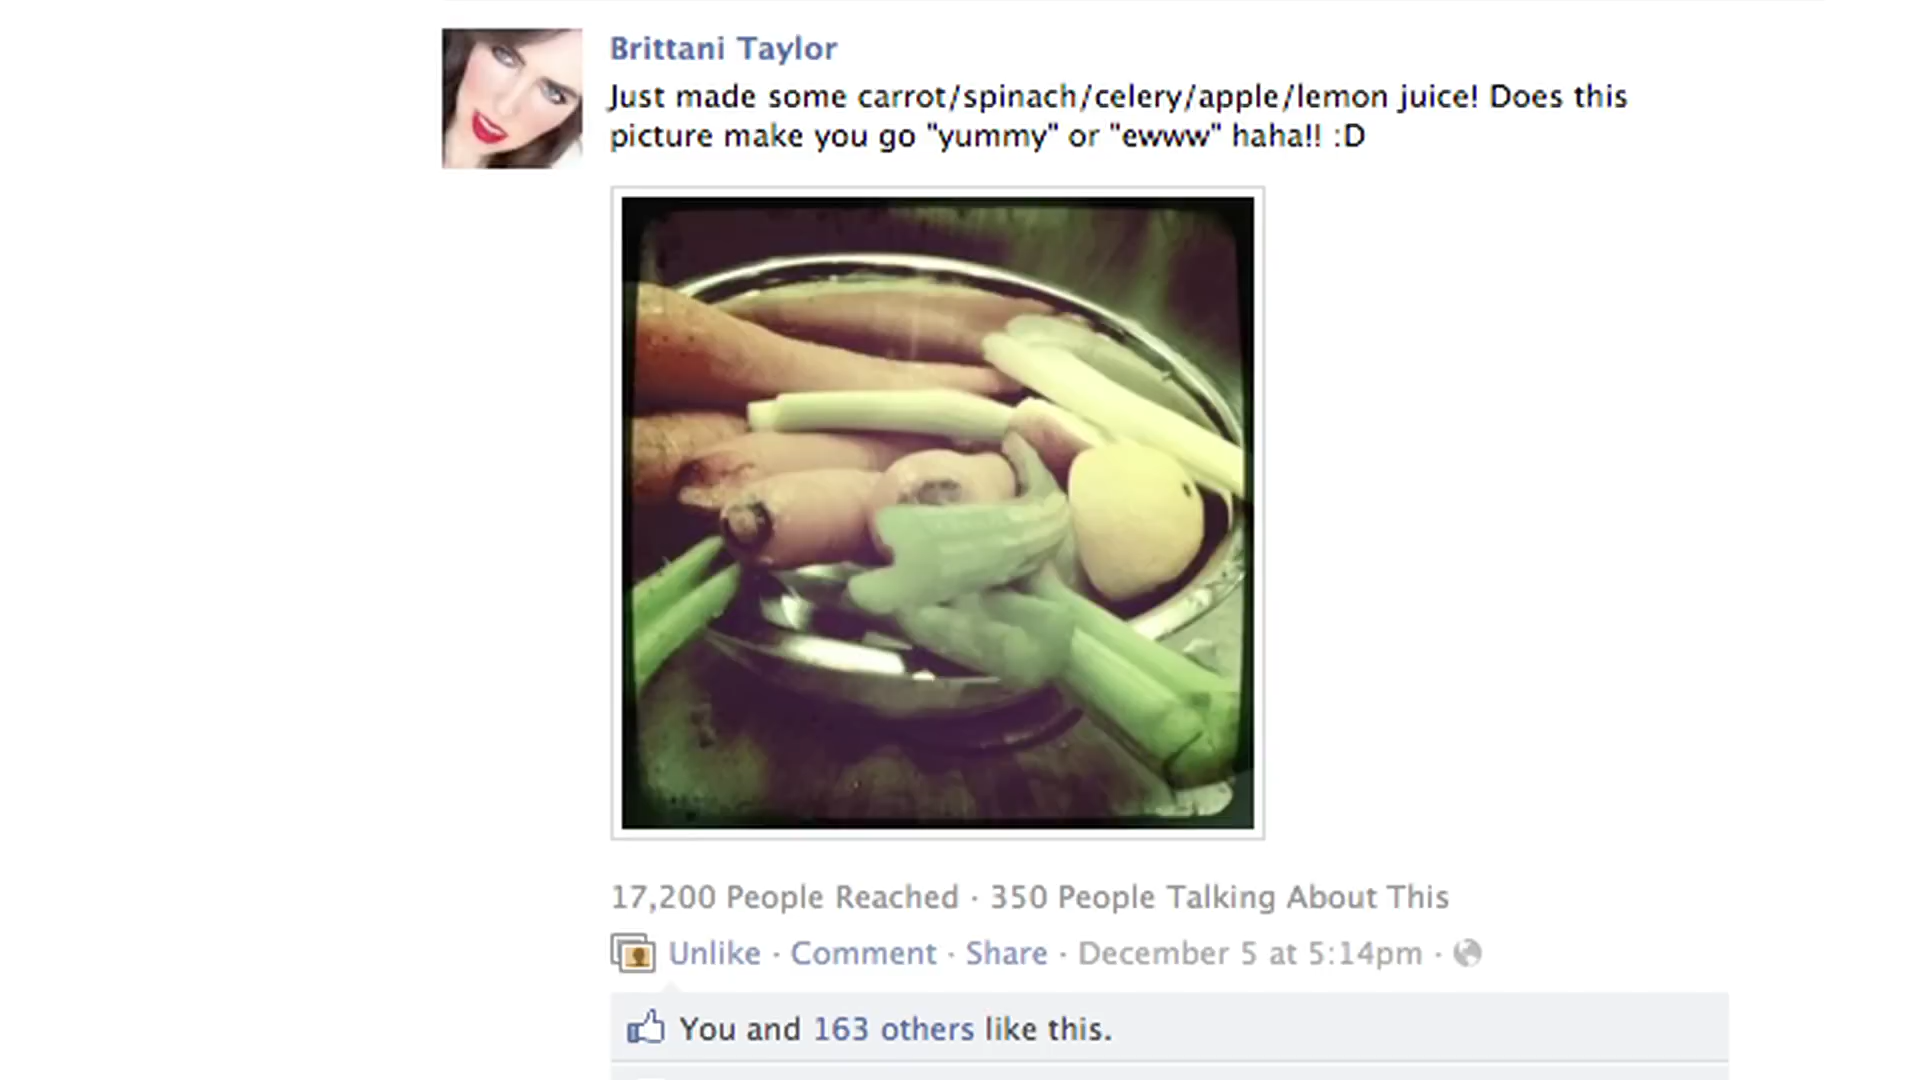 Brittani Taylor
Just made some carrot/spinach/celery/apple/lemon juice! Does this
picture make you go "yummy" or "ewww" haha!! :D
17,200 People Reached · 350 People Talking About This
Unlike · Comment · Share · December 5 at 5:14pm ·
You and 163 others like this.